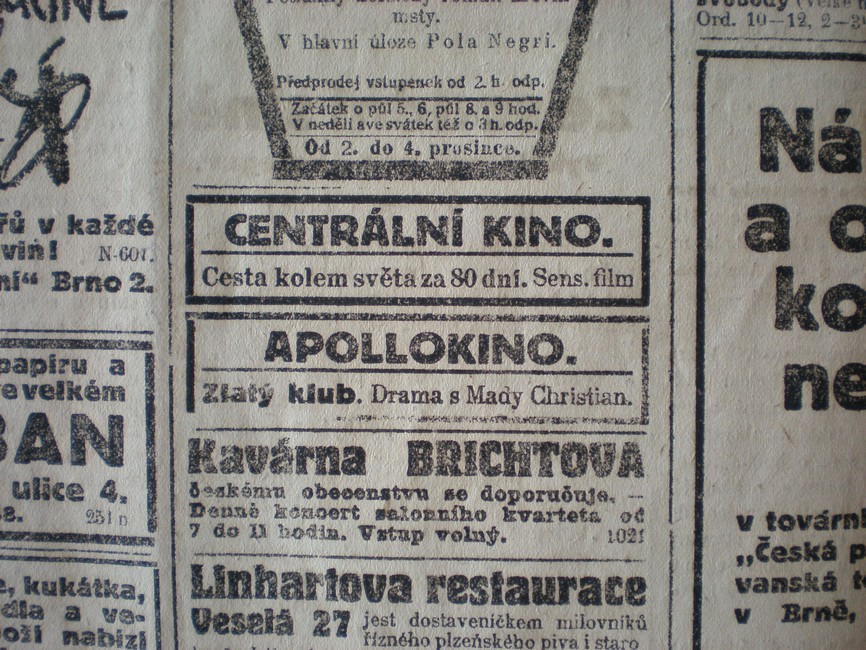 V hlavní úloze Pola Negri.
Předprodej vstupenek od 2. h. odp.
Začátek o půl 5., 6, půl 8. a 9 hod.
V neděli a ve svátek též o 3 h. odp.
Od 2. do 4. prosince.
CENTRÁLNÍ KINO.
Cesta kolem světa za 80 dní. Sens. film
APOLLOKINO.
Zlatý klub. Drama s Mady Christian.
Kavárna BRICHTOVA
českému obecenstvu se doporučuje. —
Denně koncert salonního kvarteta od
7 do 11 hodin. Vstup volný. 1021
Linhartova restaurace
Veselá 27 jest dostaveníčkem milovníků
řízného plzeňského piva i staro
v každé
N-601.
Brno 2.
papíru a
velkém
BAN
ulice 4.
251 n
kukátka,
a ve-
nabízí
Ord. 10—12, 2—3
Ná
a o
ko
ne
v továrn
„Česká p
vanská
v Brně,